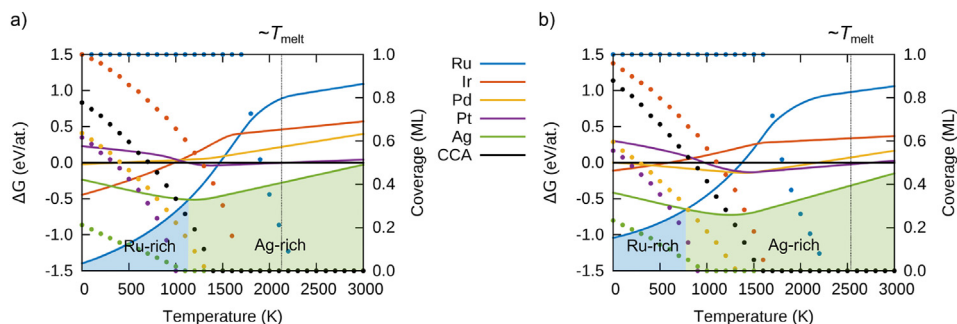 a)
~Tmelt
1.5
1.0
0.5
0.0
-0.5
-1.0
-1.5
ΔG (eV/at.)
1.0
0.8
0.6
0.4
0.2
0.0
Coverage (ML)
Ru-rich
Ag-rich
0 500 1000 1500 2000 2500 3000
Temperature (K)
Ru
Ir
Pd
Pt
Ag
CCA
b)
~Tmelt
1.5
1.0
0.5
0.0
-0.5
-1.0
-1.5
ΔG (eV/at.)
1.0
0.8
0.6
0.4
0.2
0.0
Coverage (ML)
Ru-rich
Ag-rich
0 500 1000 1500 2000 2500 3000
Temperature (K)